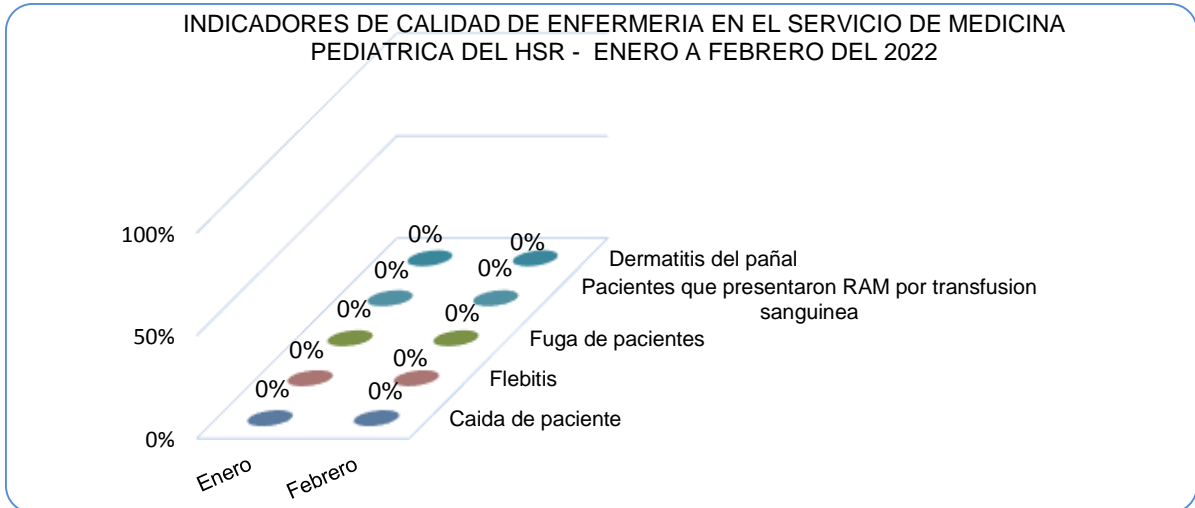 INDICADORES DE CALIDAD DE ENFERMERIA EN EL SERVICIO DE MEDICINA
PEDIATRICA DEL HSR - ENERO A FEBRERO DEL 2022
100%
50%
0%
0%
0%
Dermatitis del pañal
0%
0%
Pacientes que presentaron RAM por transfusion
sanguinea
0%
0%
Fuga de pacientes
0%
0%
Flebitis
0%
0%
Caida de paciente
Enero
Febrero